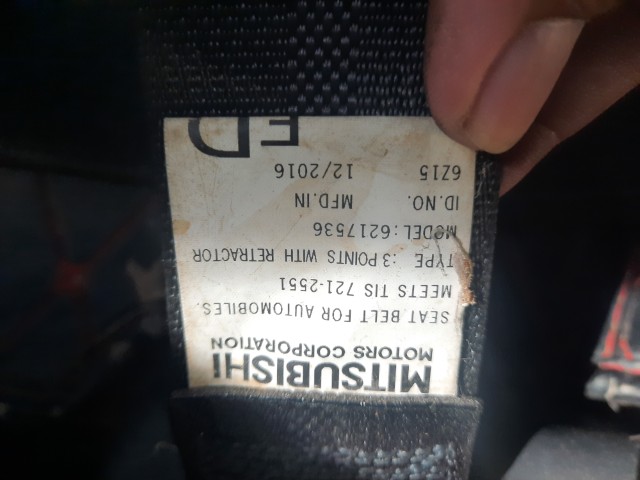 MITSUBISHI
MOTORS CORPORATION
SEAT BELT FOR AUTOMOBILES.
MEETS TIS 721-2551
TYPE :3 POINTS WITH RETRACTOR
MODEL:6217536
ID.NO. MFD.IN
6Z15 12/2016
ED